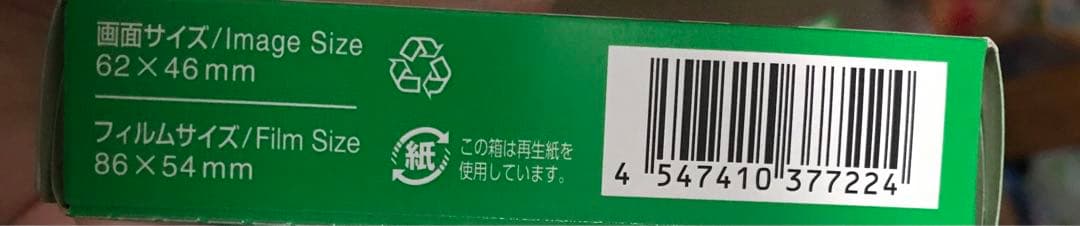 画面サイズ/Image Size
62×46mm
フィルムサイズ/Film Size
86×54mm
紙
この箱は再生紙を
使用しています。
4 547410 377224